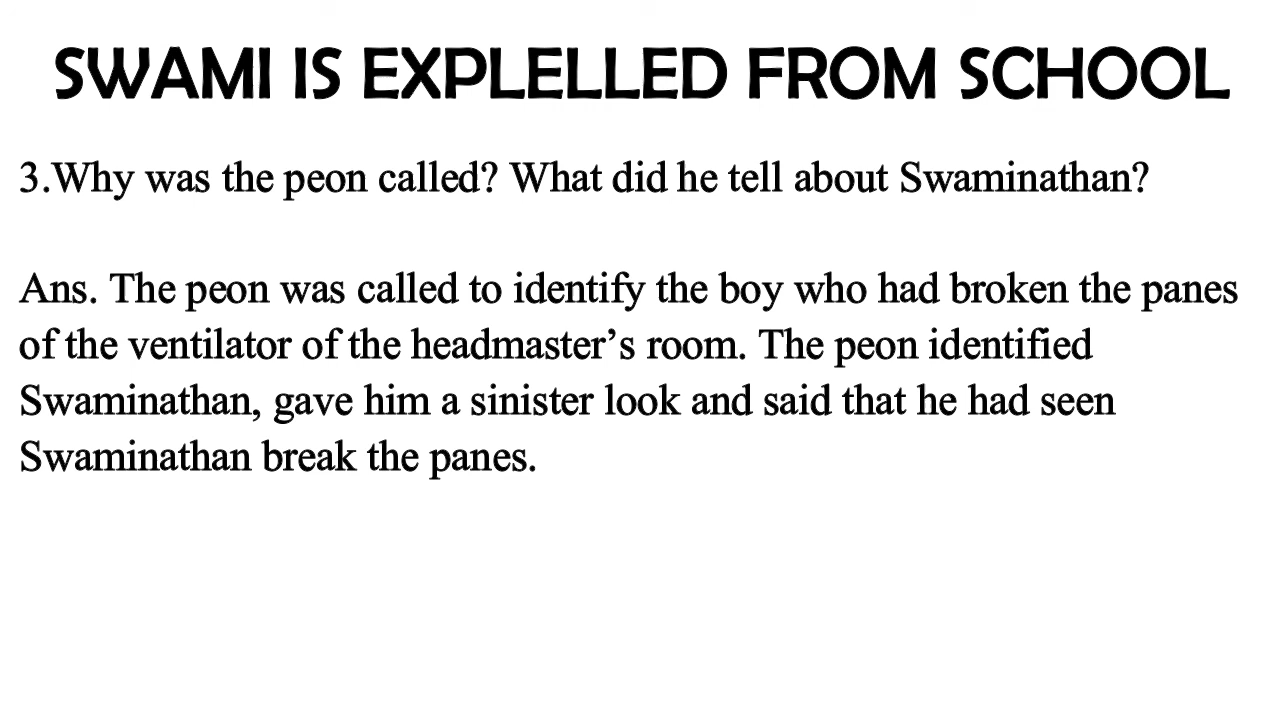 SWAMI IS EXPLELLED FROM SCHOOL
3.Why was the peon called? What did he tell about Swaminathan?
Ans. The peon was called to identify the boy who had broken the panes
of the ventilator of the headmaster’s room. The peon identified
Swaminathan, gave him a sinister look and said that he had seen
Swaminathan break the panes.